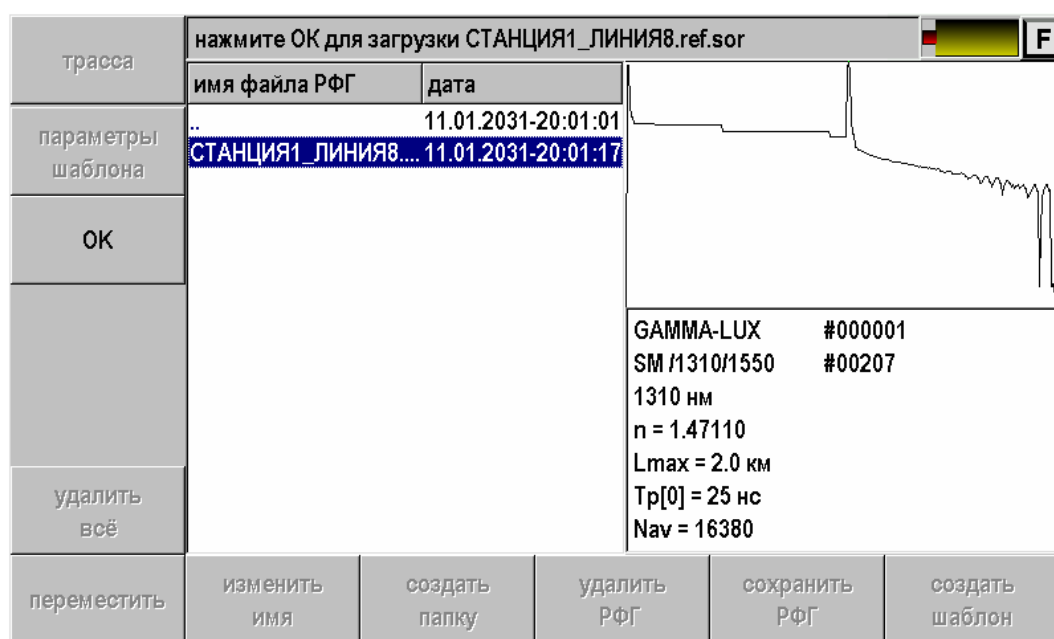 трасса
нажмите ОК для загрузки СТАНЦИЯ1_ЛИНИЯ8.ref.sor
F
имя файла РФГ
дата
.. 11.01.2031-20:01:01
СТАНЦИЯ1_ЛИНИЯ8.... 11.01.2031-20:01:17
параметры
шаблона
OK
GAMMA-LUX #000001
SM /1310/1550 #00207
1310 нм
n = 1.47110
Lmax = 2.0 км
Tp[0] = 25 нс
Nav = 16380
удалить
всё
переместить
изменить
имя
создать
папку
удалить
РФГ
сохранить
РФГ
создать
шаблон